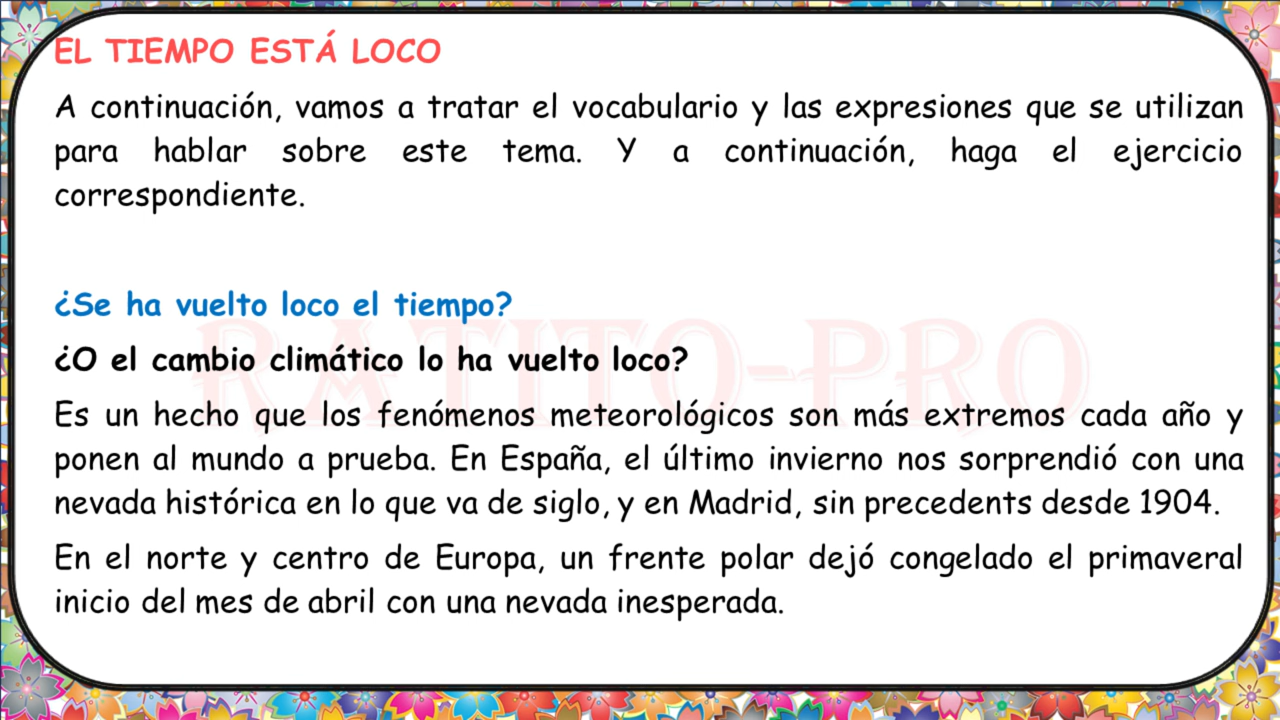 EL TIEMPO ESTÁ LOCO
A continuación, vamos a tratar el vocabulario y las expresiones que se utilizan
para hablar sobre este tema. Y a continuación, haga el ejercicio
correspondiente.
¿Se ha vuelto loco el tiempo?
RATITO-PRO
¿O el cambio climático lo ha vuelto loco?
Es un hecho que los fenómenos meteorológicos son más extremos cada año y
ponen al mundo a prueba. En España, el último invierno nos sorprendió con una
nevada histórica en lo que va de siglo, y en Madrid, sin precedents desde 1904.
En el norte y centro de Europa, un frente polar dejó congelado el primaveral
inicio del mes de abril con una nevada inesperada.